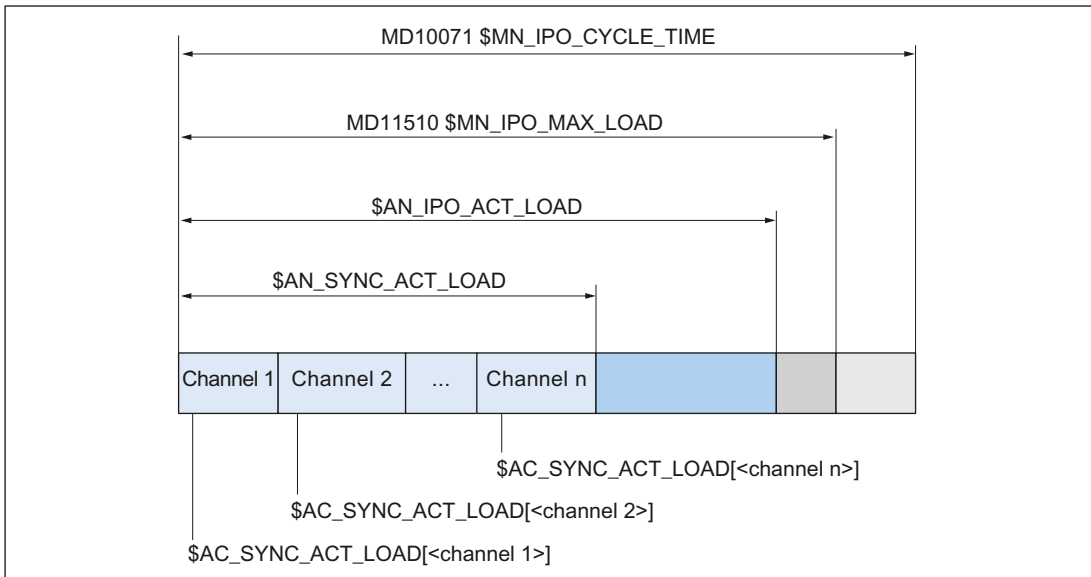 MD10071 $MN_IPO_CYCLE_TIME
MD11510 $MN_IPO_MAX_LOAD
$AN_IPO_ACT_LOAD
$AN_SYNC_ACT_LOAD
Channel 1 Channel 2 ... Channel n
$AC_SYNC_ACT_LOAD[<channel n>]
$AC_SYNC_ACT_LOAD[<channel 2>]
$AC_SYNC_ACT_LOAD[<channel 1>]